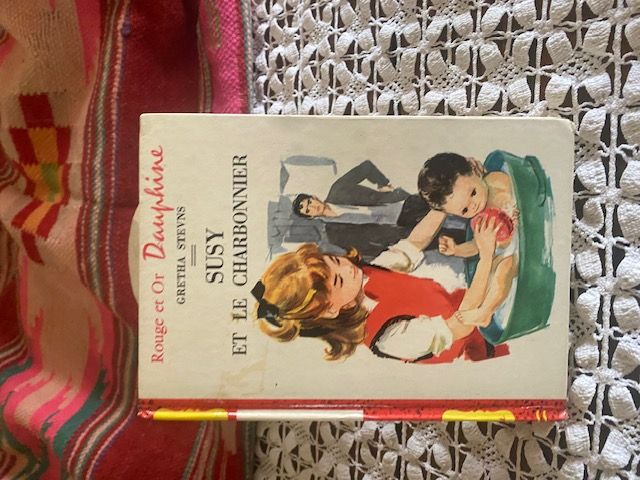 Rouge et Or Dauphine
GRETHA STEVNS
SUSY
ET LE CHARBONNIER